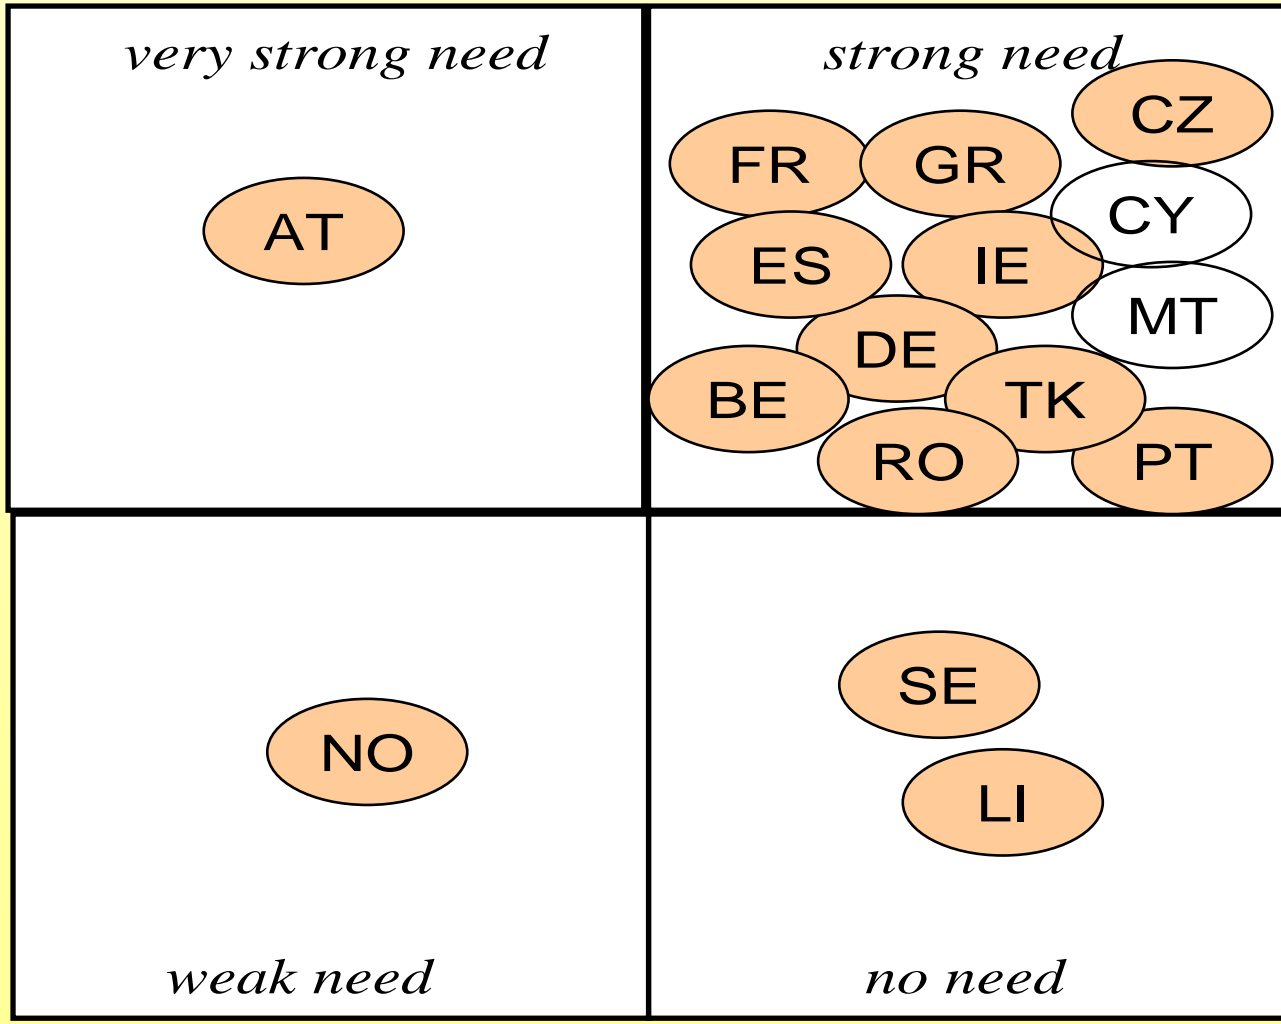 very strong need
AT
strong need
CZ
FR
GR
CY
ES
IE
MT
DE
BE
TK
RO
PT
NO
weak need
SE
LI
no need